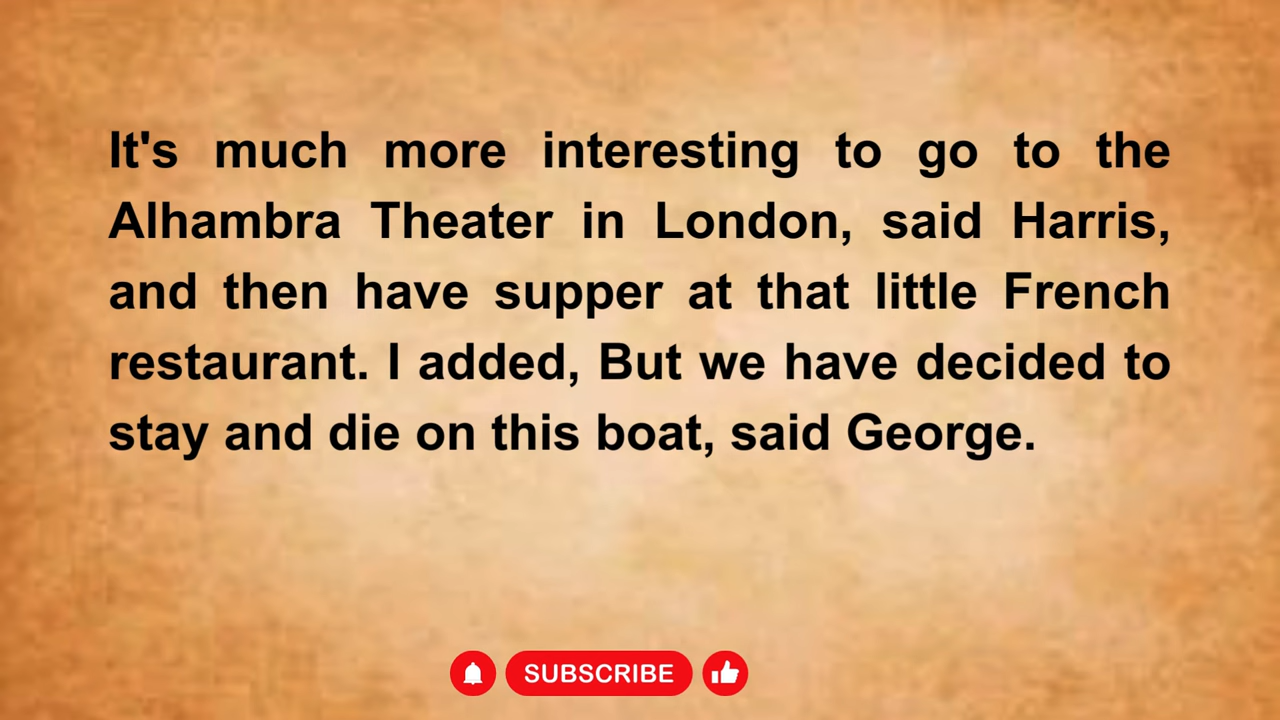 It's much more interesting to go to the
Alhambra Theater in London, said Harris,
and then have supper at that little French
restaurant. I added, But we have decided to
stay and die on this boat, said George.
SUBSCRIBE